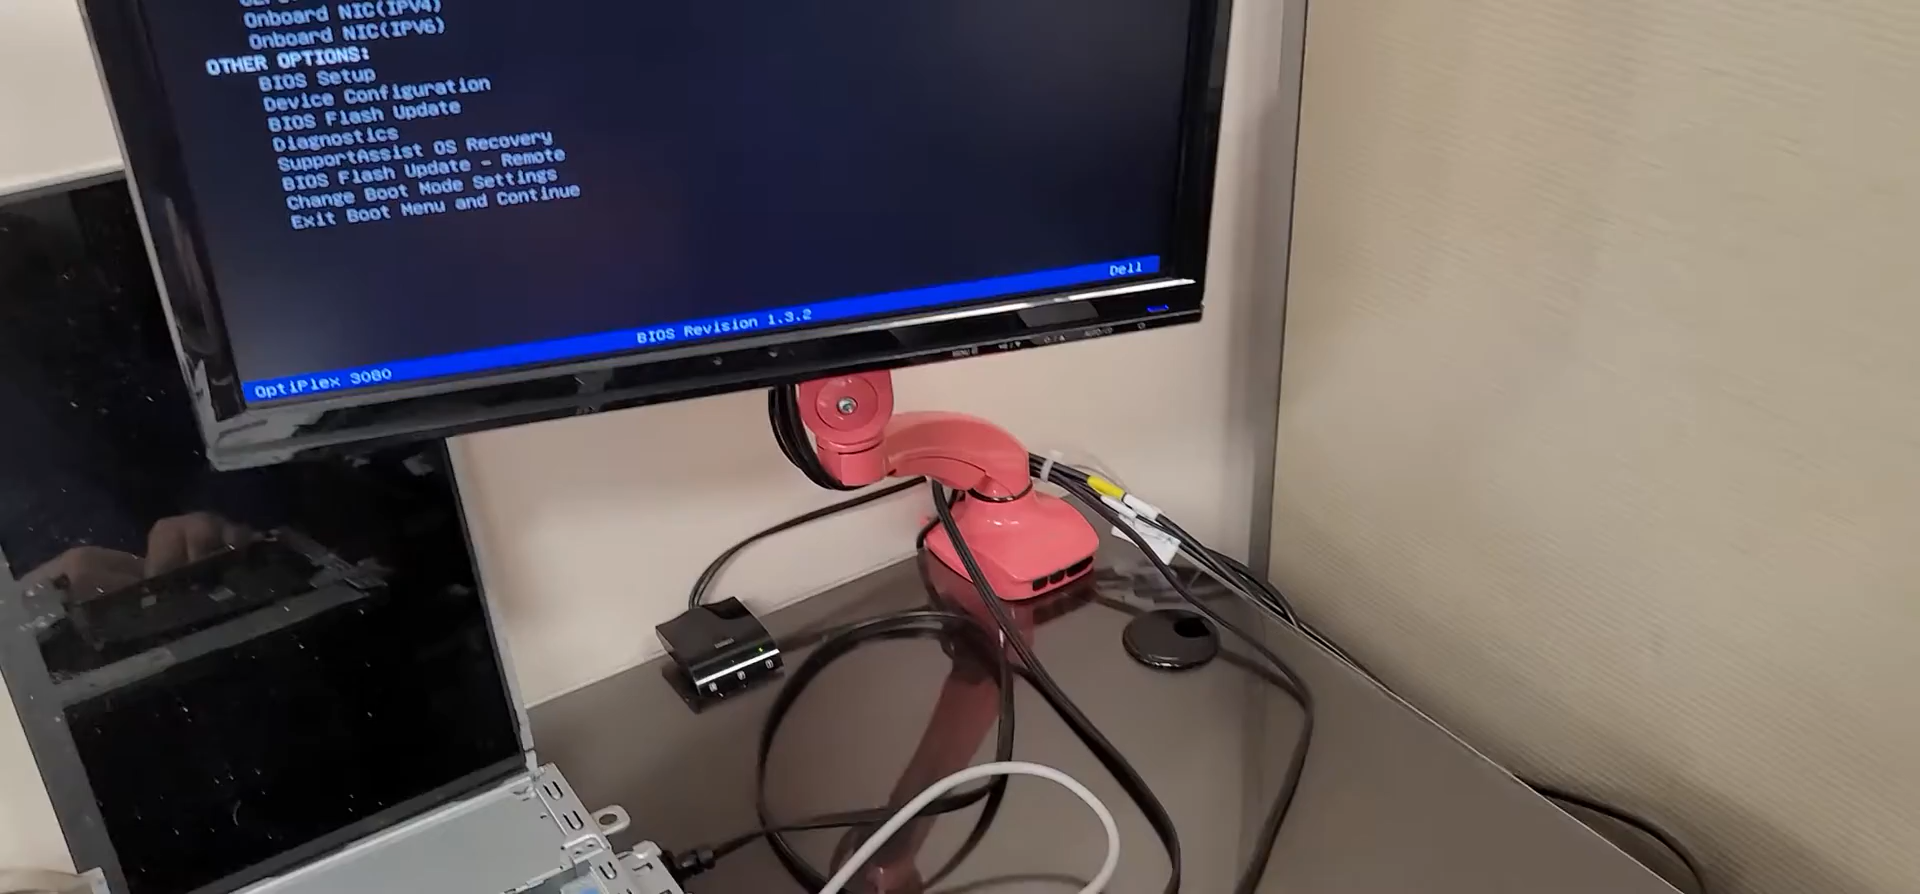 Onboard NIC(IPV4)
Onboard NIC(IPV6)
OTHER OPTIONS:
BIOS Setup
Device Configuration
BIOS Flash Update
Diagnostics
SupportAssist OS Recovery
BIOS Flash Update - Remote
Change Boot Mode Settings
Exit Boot Menu and Continue
OptiPlex 3080
BIOS Revision 1.3.2
Dell